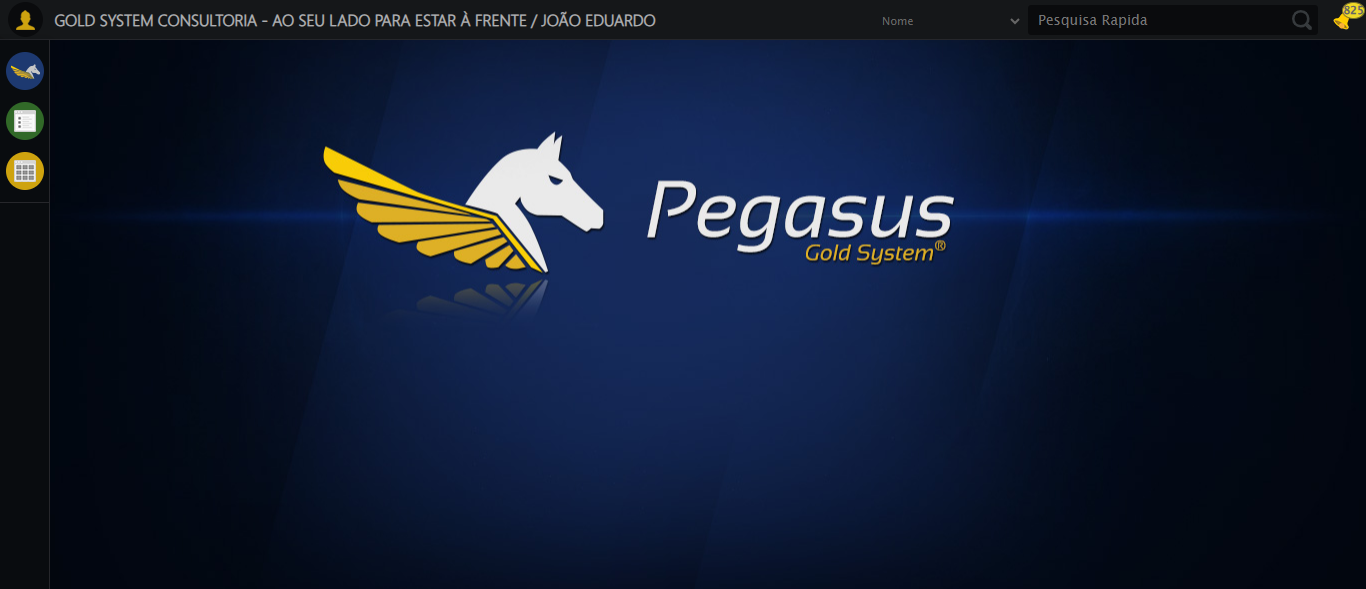 GOLD SYSTEM CONSULTORIA - AO SEU LADO PARA ESTAR À FRENTE / JOÃO EDUARDO
Nome
Pesquisa Rapida
825
Pegasus
Gold System®